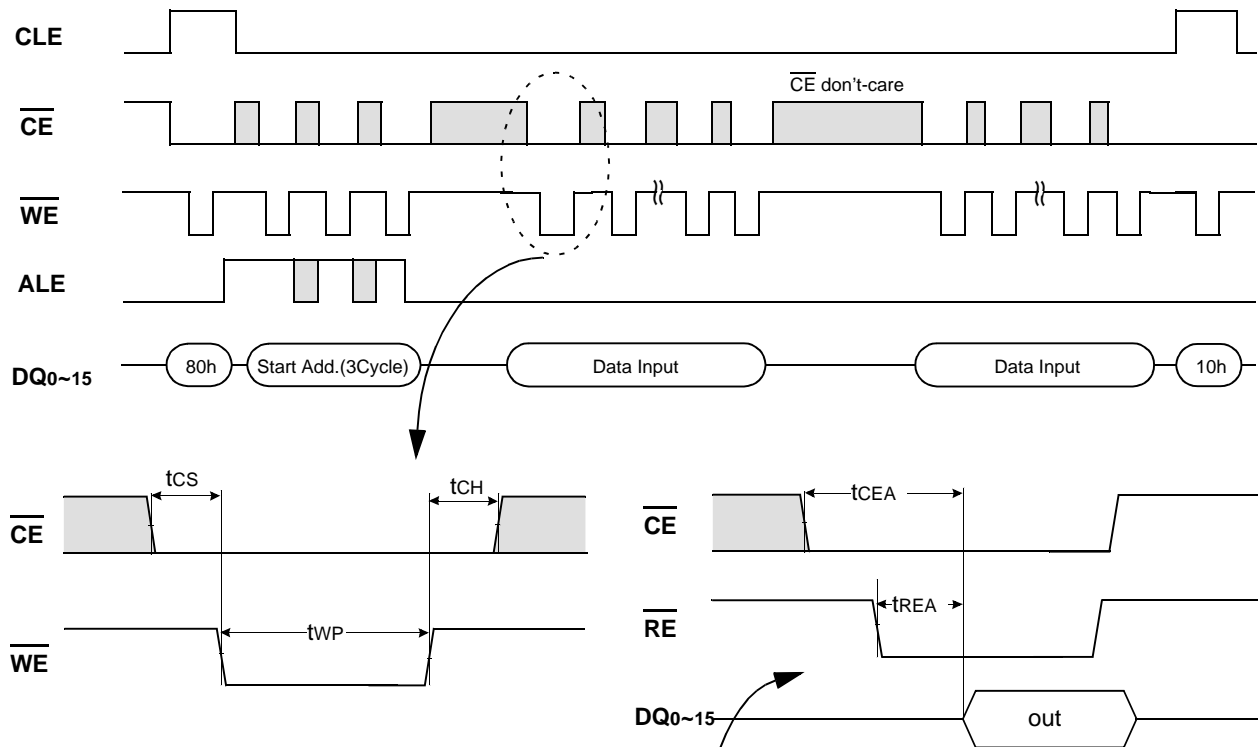 CLE
CE don't-care
CE
WE
ALE
DQ0~15 80h Start Add.(3Cycle) Data Input Data Input 10h
tCS tCH
CE
tWP
WE
tCEA
CE
tREA
RE
DQ0~15 out